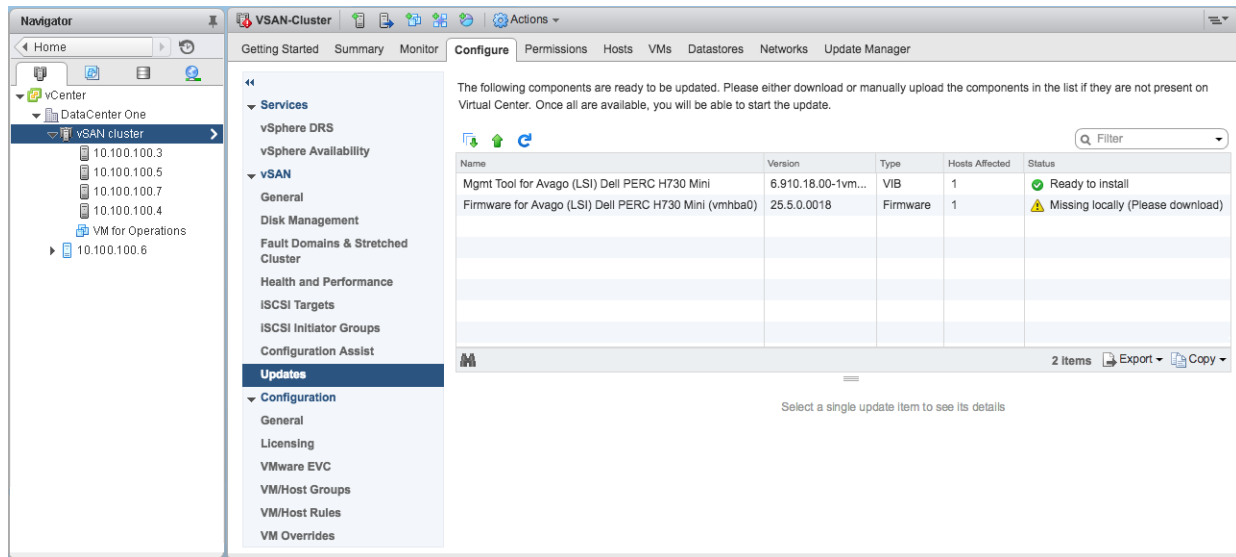 Navigator
Home
vCenter
DataCenter One
vSAN cluster
10.100.100.3
10.100.100.5
10.100.100.7
10.100.100.4
VM for Operations
10.100.100.6
VSAN-Cluster
Actions
Getting Started Summary Monitor Configure Permissions Hosts VMs Datastores Networks Update Manager
Services
vSphere DRS
vSphere Availability
vSAN
General
Disk Management
Fault Domains & Stretched
Cluster
Health and Performance
iSCSI Targets
iSCSI Initiator Groups
Configuration Assist
Updates
Configuration
General
Licensing
VMware EVC
VM/Host Groups
VM/Host Rules
VM Overrides
The following components are ready to be updated. Please either download or manually upload the components in the list if they are not present on
Virtual Center. Once all are available, you will be able to start the update.
Filter
Name Version Type Hosts Affected Status
Mgmt Tool for Avago (LSI) Dell PERC H730 Mini 6.910.18.00-1vm... VIB 1 Ready to install
Firmware for Avago (LSI) Dell PERC H730 Mini (vmhba0) 25.5.0.0018 Firmware 1 Missing locally (Please download)
2 items Export Copy
Select a single update item to see its details